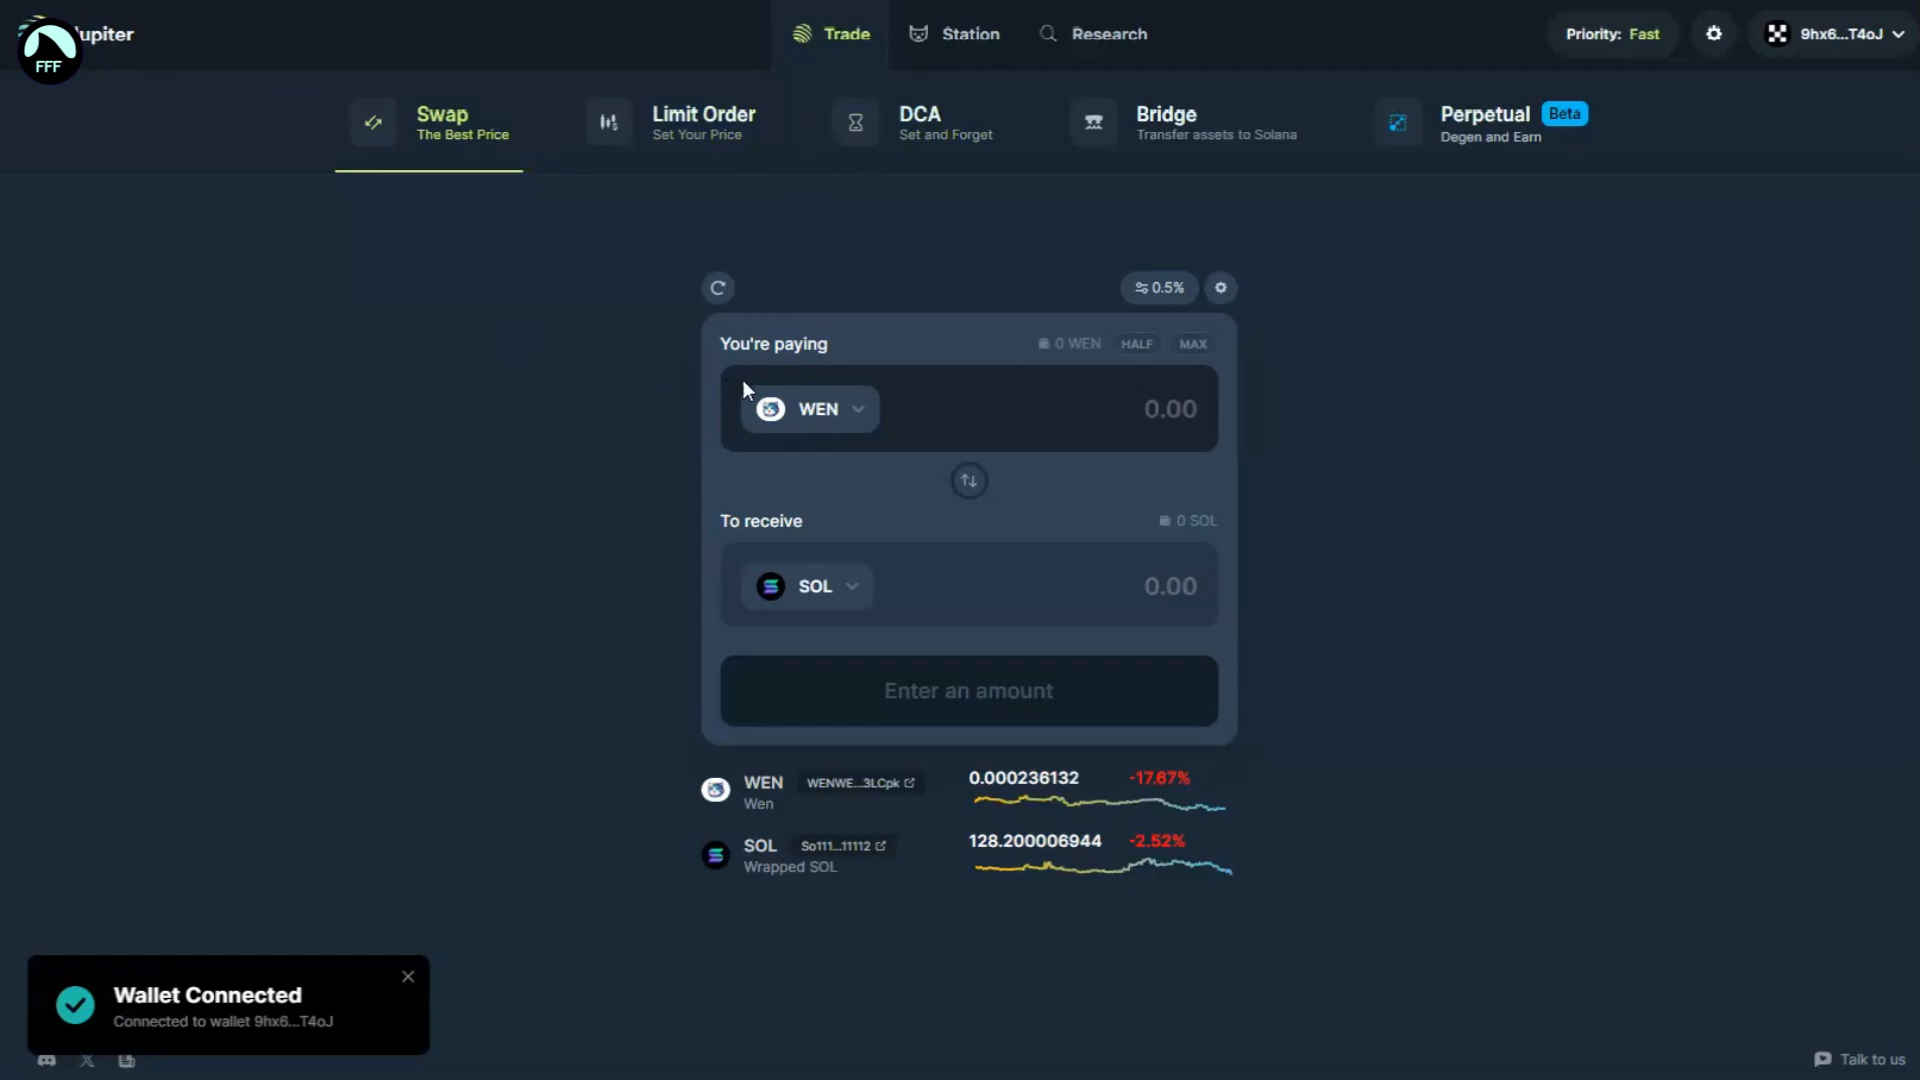 FFF
upiter
Trade
Station
Research
Priority: Fast
9hx6...T4oJ
Swap
The Best Price
Limit Order
Set Your Price
DCA
Set and Forget
Bridge
Transfer assets to Solana
Perpetual Beta
Degen and Earn
0.5%
You're paying
0 WEN
HALF
MAX
WEN
0.00
To receive
0 SOL
SOL
0.00
Enter an amount
WEN WENWE...3LCpk
Wen
0.000236132 -17.67%
SOL So111...11112
Wrapped SOL
128.200006944 -2.52%
Wallet Connected
Connected to wallet 9hx6...T4oJ
Talk to us